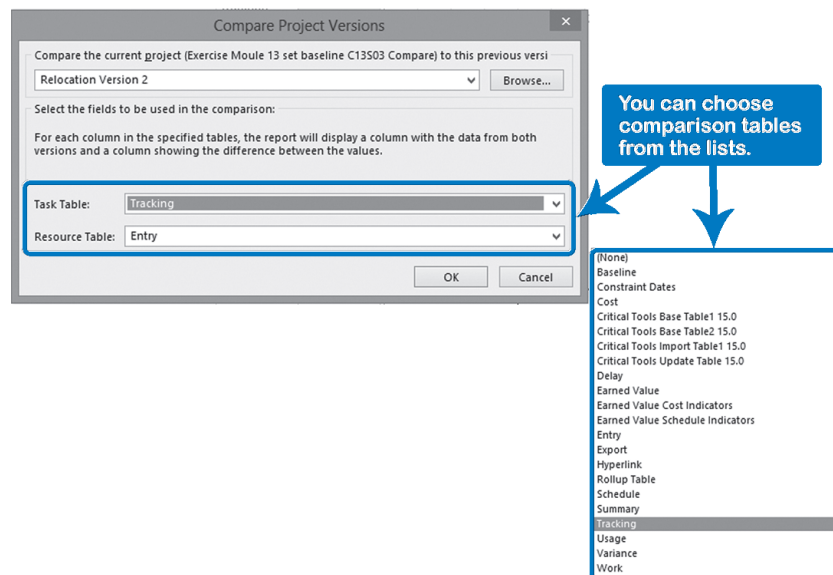 Compare Project Versions
Compare the current project (Exercise Moule 13 set baseline C13S03 Compare) to this previous versi
Relocation Version 2
Browse...
Select the fields to be used in the comparison:
For each column in the specified tables, the report will display a column with the data from both
versions and a column showing the difference between the values.
Task Table:
Tracking
Resource Table:
Entry
OK
Cancel
You can choose
comparison tables
from the lists.
(None)
Baseline
Constraint Dates
Cost
Critical Tools Base Table1 15.0
Critical Tools Base Table2 15.0
Critical Tools Import Table1 15.0
Critical Tools Update Table 15.0
Delay
Earned Value
Earned Value Cost Indicators
Earned Value Schedule Indicators
Entry
Export
Hyperlink
Rollup Table
Schedule
Summary
Tracking
Usage
Variance
Work